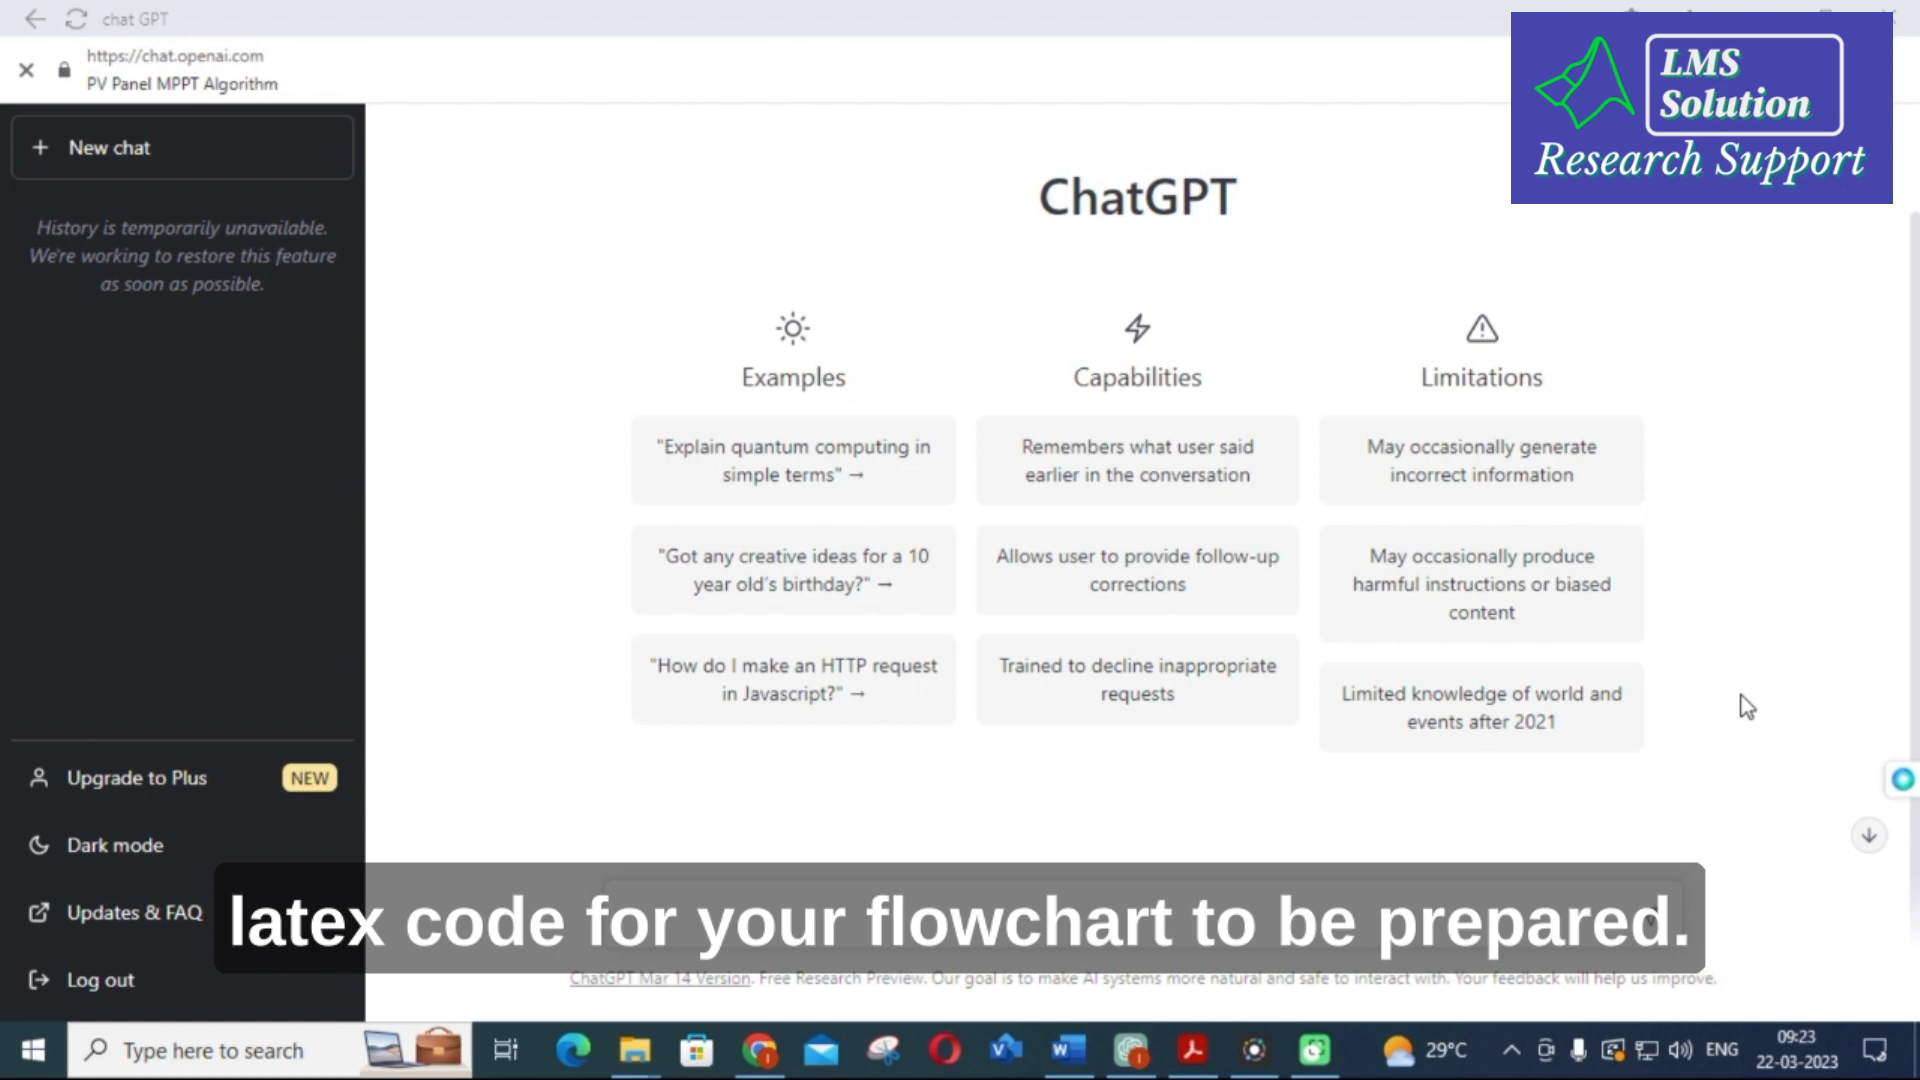 chat GPT
https://chat.openai.com
PV Panel MPPT Algorithm
LMS
Solution
Research Support
New chat
History is temporarily unavailable.
We're working to restore this feature
as soon as possible.
ChatGPT
Examples
Capabilities
Limitations
"Explain quantum computing in
simple terms" →
Remembers what user said
earlier in the conversation
May occasionally generate
incorrect information
"Got any creative ideas for a 10
year old's birthday?" →
Allows user to provide follow-up
corrections
May occasionally produce
harmful instructions or biased
content
"How do I make an HTTP request
in Javascript?" →
Trained to decline inappropriate
requests
Limited knowledge of world and
events after 2021
Upgrade to Plus
NEW
Dark mode
Updates & FAQ
Log out
latex code for your flowchart to be prepared.
ChatGPT Mar 14 Version. Free Research Preview. Our goal is to make AI systems more natural and safe to interact with. Your feedback will help us improve.
Type here to search
29°C
ENG
09:23
22-03-2023